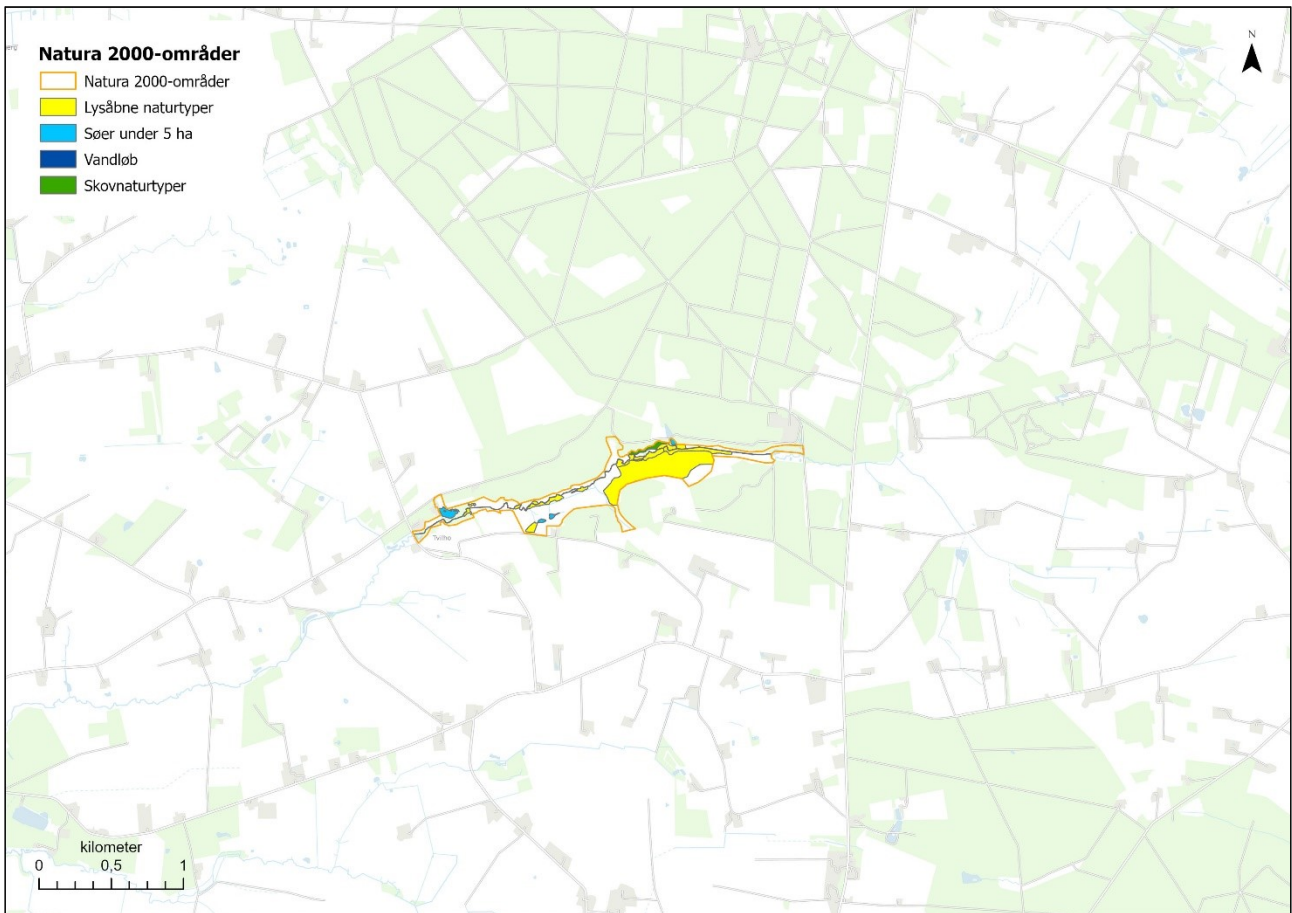 Natura 2000-områder
Natura 2000-områder
Lysåbne naturtyper
Søer under 5 ha
Vandløb
Skovnaturtyper
N
Tvilho
kilometer
0 0,5 1